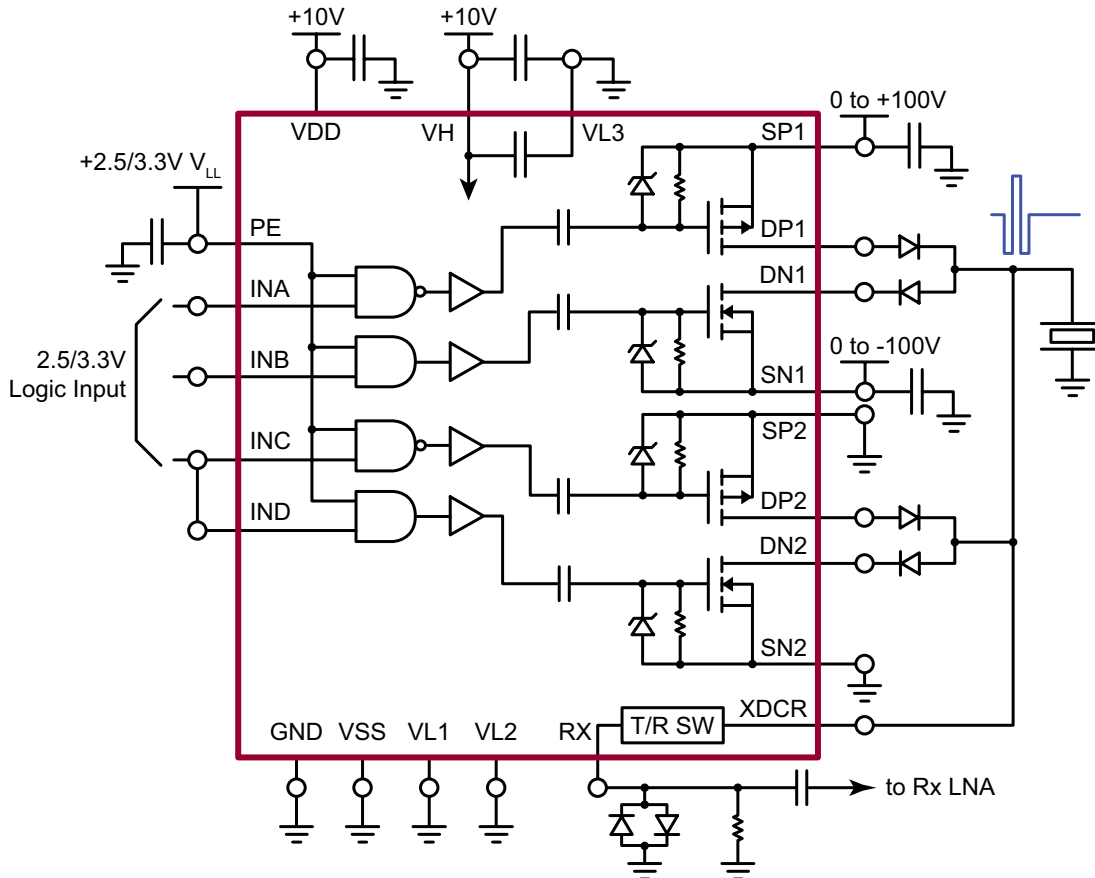 +10V
+10V
VDD
VH
VL3
0 to +100V
SP1
+2.5/3.3V VLL
PE
DP1
INA
DN1
2.5/3.3V
Logic Input
INB
0 to -100V
SN1
SP2
INC
DP2
IND
DN2
SN2
XDCR
T/R SW
GND
VSS
VL1
VL2
RX
to Rx LNA